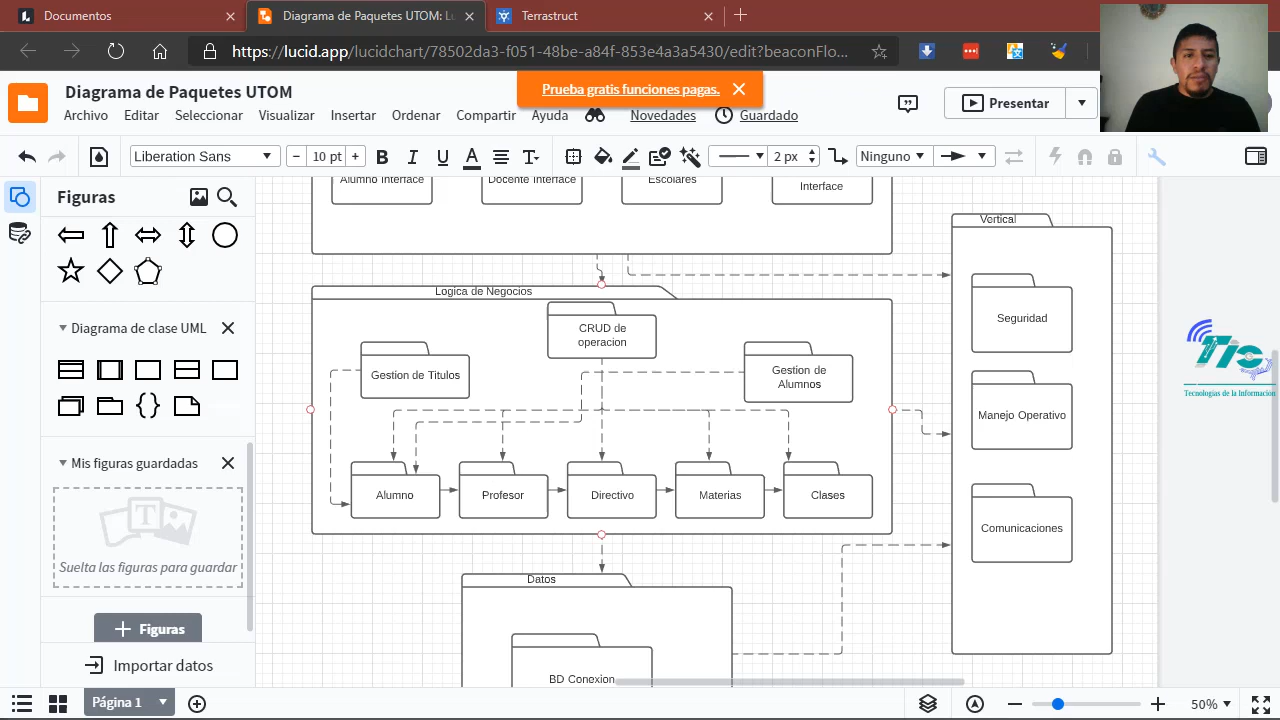 Documentos
Diagrama de Paquetes UTOM: Lu
Terrastruct
https://lucid.app/lucidchart/78502da3-f051-48be-a84f-853e4a3a5430/edit?beaconFlo...
Prueba gratis funciones pagas.
Diagrama de Paquetes UTOM
Archivo Editar Seleccionar Visualizar Insertar Ordenar Compartir Ayuda Novedades Guardado
Presentar
Liberation Sans
10 pt
2 px
Ninguno
Figuras
Diagrama de clase UML
Mis figuras guardadas
Suelta las figuras para guardar
Figuras
Importar datos
Alumno Interface
Docente Interface
Escolares
Interface
Vertical
Seguridad
Manejo Operativo
Comunicaciones
Logica de Negocios
CRUD de
operacion
Gestion de Titulos
Gestion de
Alumnos
Alumno
Profesor
Directivo
Materias
Clases
Datos
BD Conexion
Tic
Tecnologías de la Información
Página 1
50%